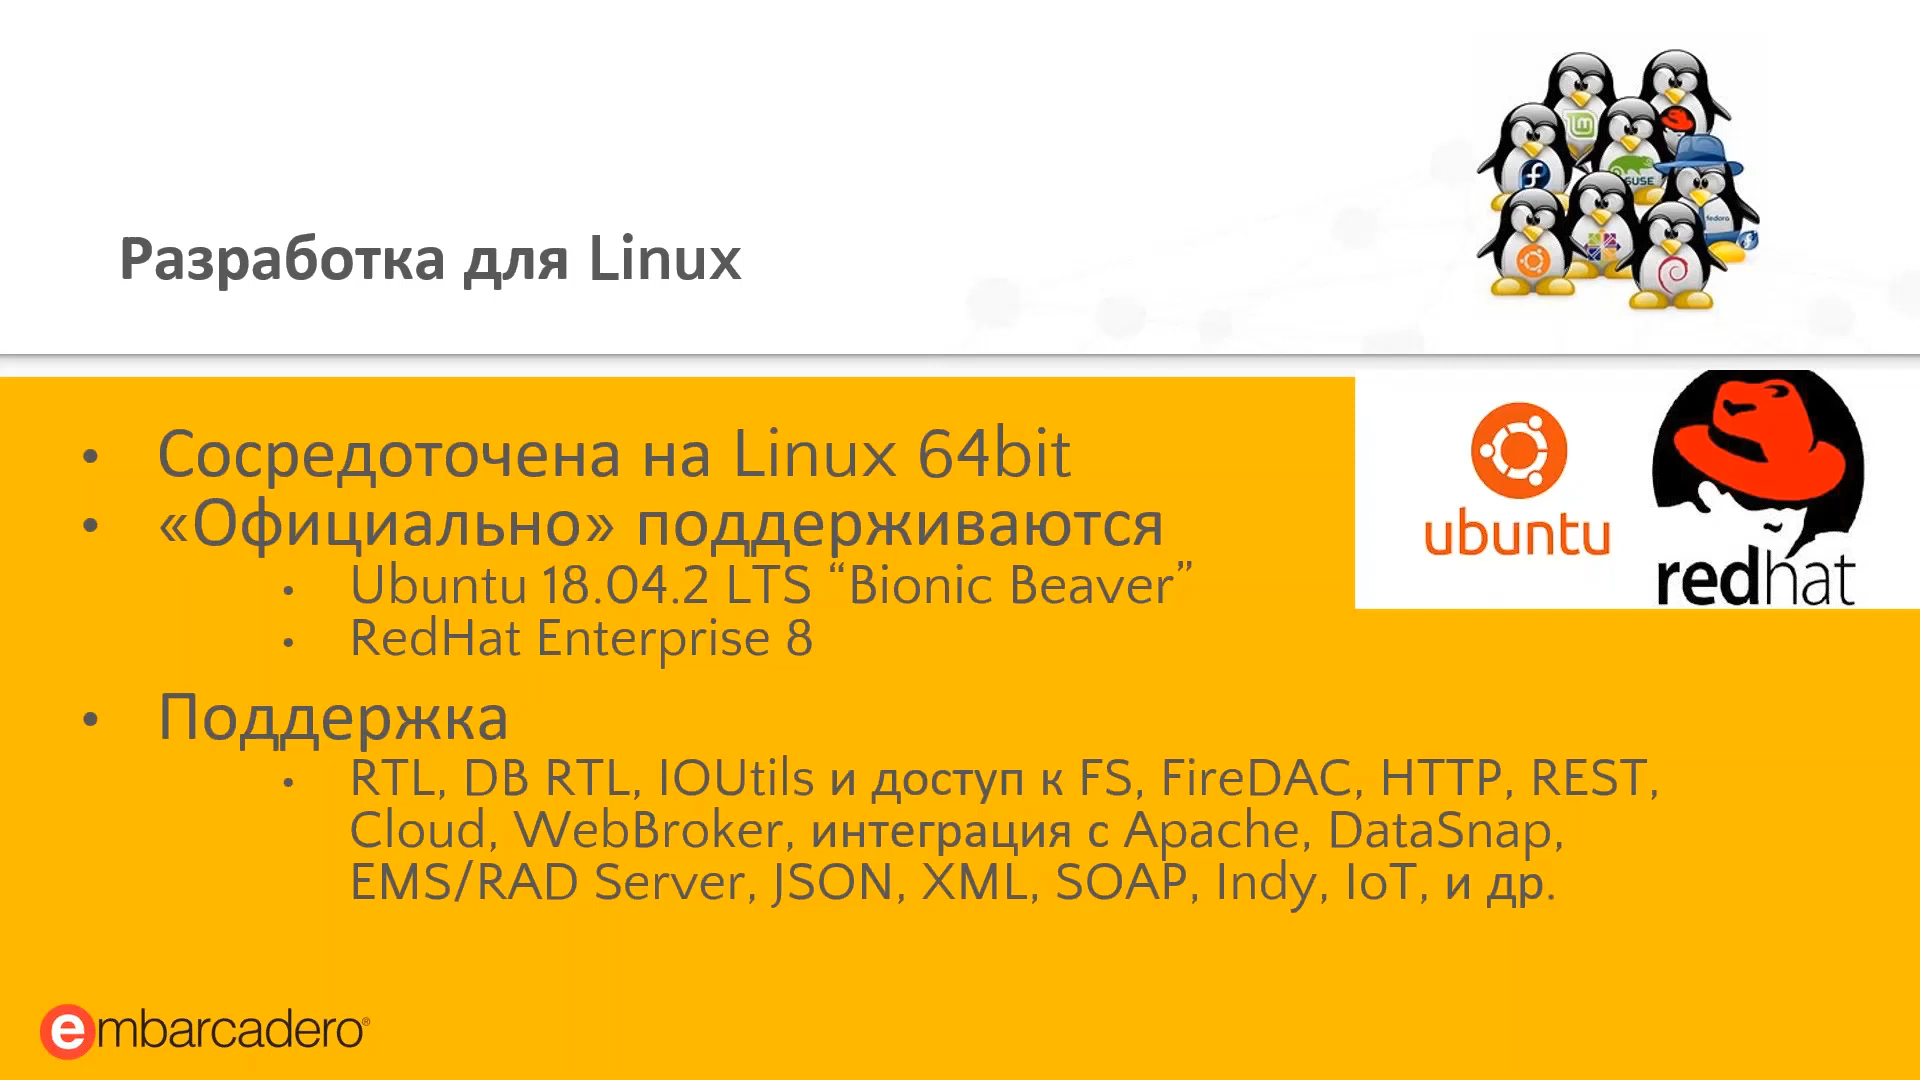 Разработка для Linux
SUSE
fedora
ubuntu
redhat
• Сосредоточена на Linux 64bit
• «Официально» поддерживаются
• Ubuntu 18.04.2 LTS “Bionic Beaver”
• RedHat Enterprise 8
• Поддержка
• RTL, DB RTL, IOUtils и доступ к FS, FireDAC, HTTP, REST,
Cloud, WebBroker, интеграция с Apache, DataSnap,
EMS/RAD Server, JSON, XML, SOAP, Indy, IoT, и др.
embarcadero®